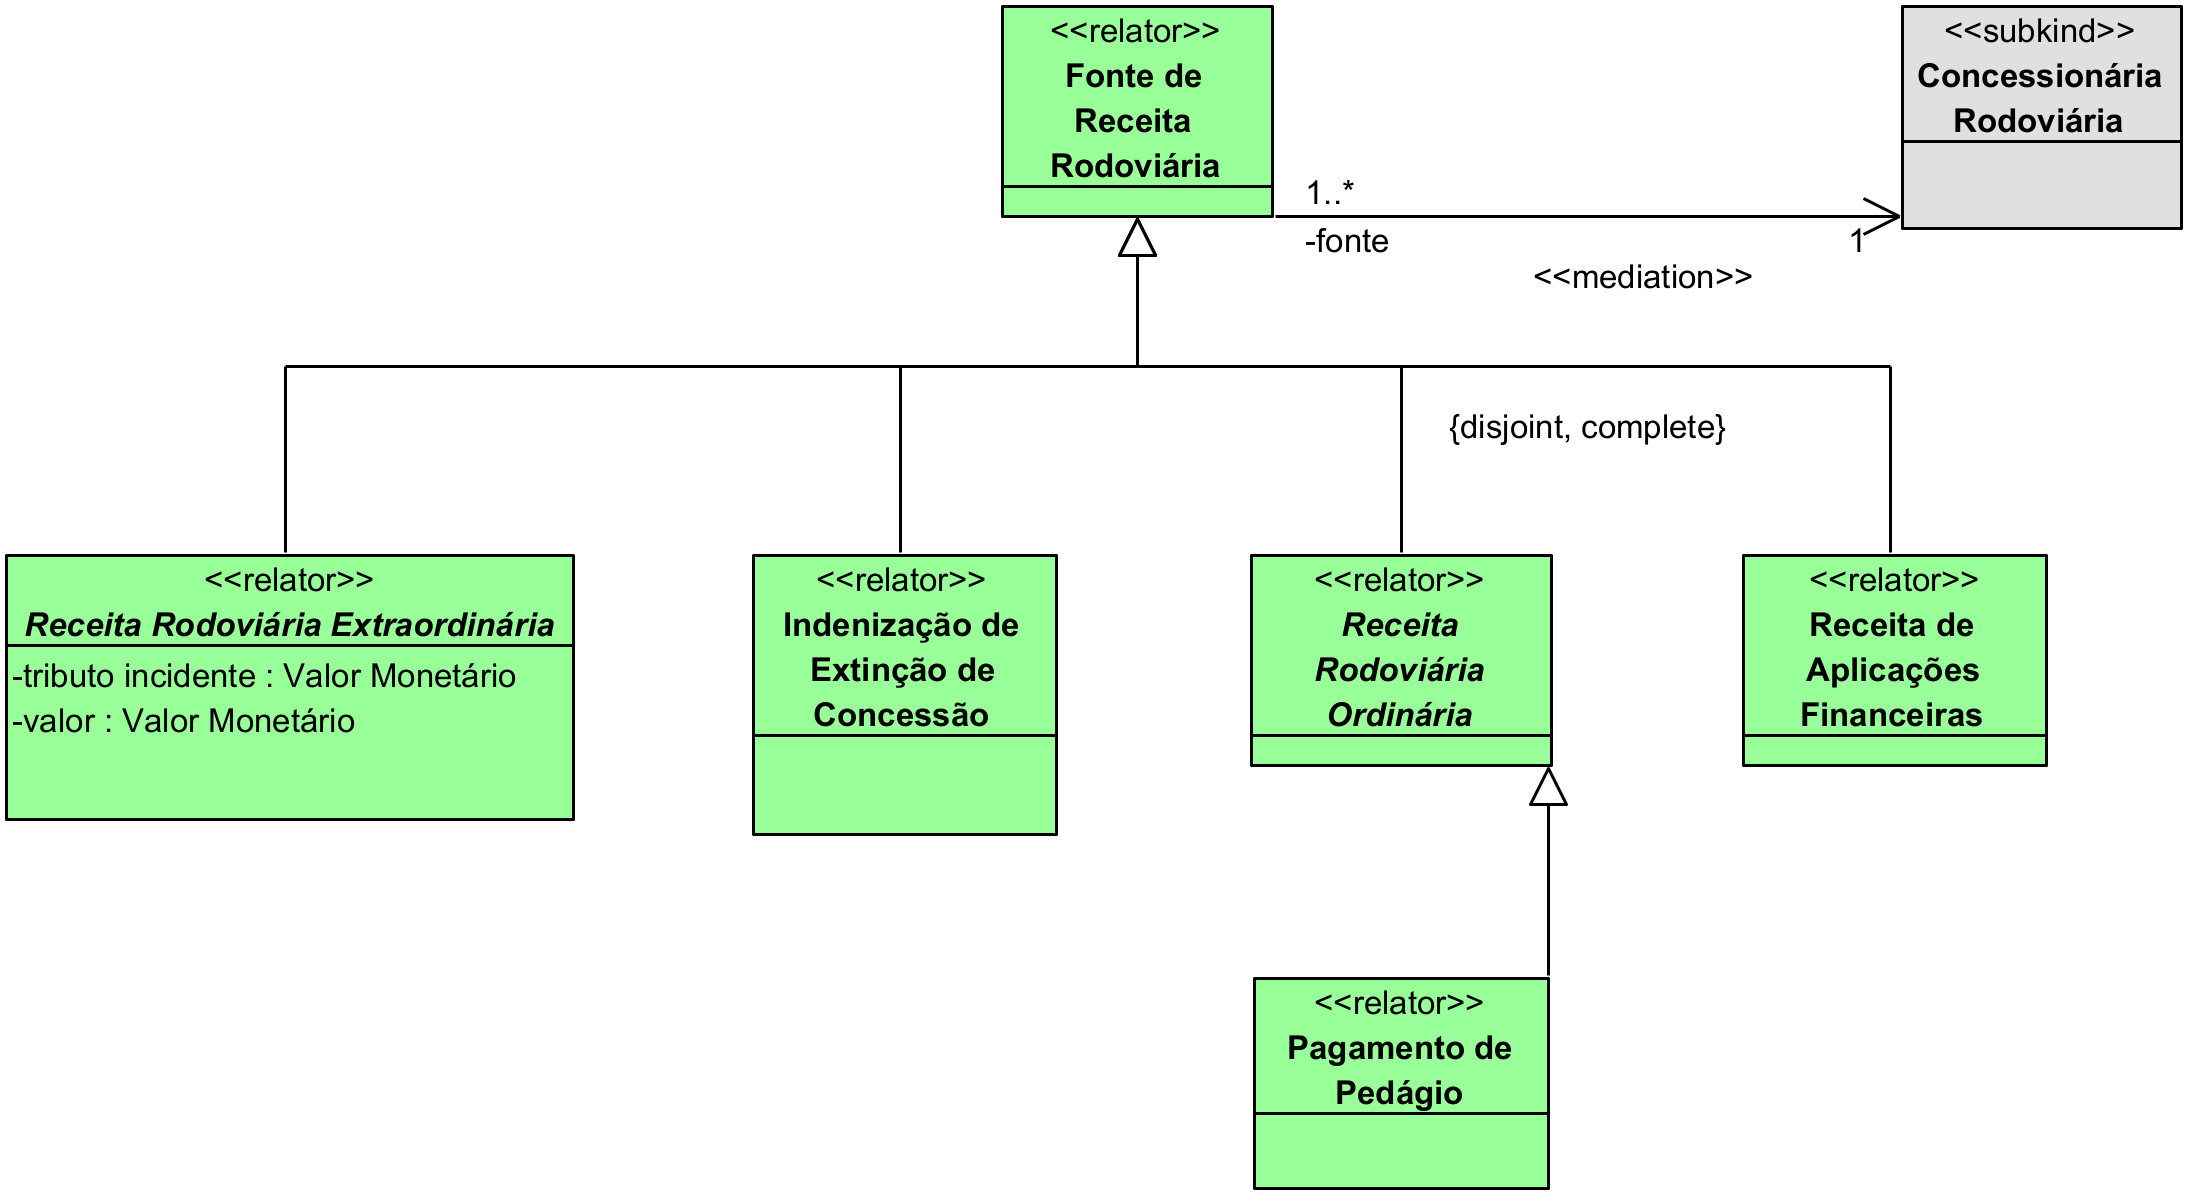 <<relator>>
Fonte de
Receita
Rodoviária
<<subkind>>
Concessionária
Rodoviária
1..*
-fonte
1
<<mediation>>
{disjoint, complete}
<<relator>>
Receita Rodoviária Extraordinária
-tributo incidente : Valor Monetário
-valor : Valor Monetário
<<relator>>
Indenização de
Extinção de
Concessão
<<relator>>
Receita
Rodoviária
Ordinária
<<relator>>
Receita de
Aplicações
Financeiras
<<relator>>
Pagamento de
Pedágio